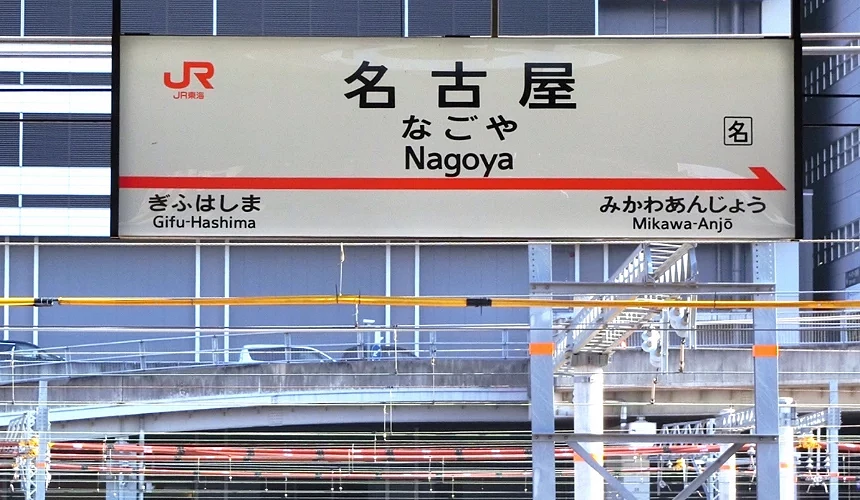 JR
JR東海
名古屋
なごや
Nagoya
名
ぎふはしま
Gifu-Hashima
みかわあんじょう
Mikawa-Anjō